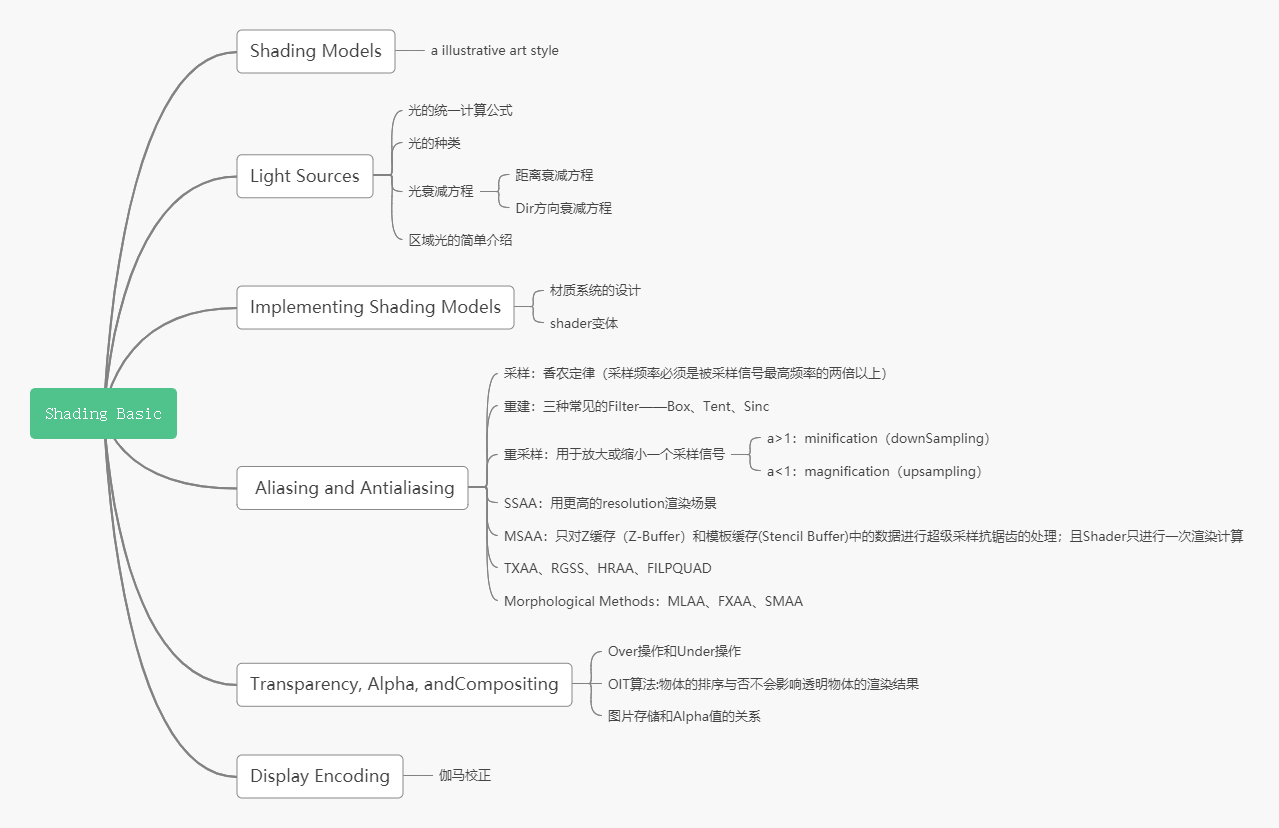 Shading Basic
Shading Models
a illustrative art style
Light Sources
光的统一计算公式
光的种类
光衰减方程
距离衰减方程
Dir方向衰减方程
区域光的简单介绍
Implementing Shading Models
材质系统的设计
shader变体
Aliasing and Antialiasing
采样：香农定律（采样频率必须是被采样信号最高频率的两倍以上）
重建：三种常见的Filter——Box、Tent、Sinc
重采样：用于放大或缩小一个采样信号
a>1：minification（downSampling）
a<1：magnification（upsampling）
SSAA：用更高的resolution渲染场景
MSAA：只对Z缓存（Z-Buffer）和模板缓存(Stencil Buffer)中的数据进行超级采样抗锯齿的处理；且Shader只进行一次渲染计算
TXAA、RGSS、HRAA、FILPQUAD
Morphological Methods：MLAA、FXAA、SMAA
Transparency, Alpha, andCompositing
Over操作和Under操作
OIT算法:物体的排序与否不会影响透明物体的渲染结果
图片存储和Alpha值的关系
Display Encoding
伽马校正